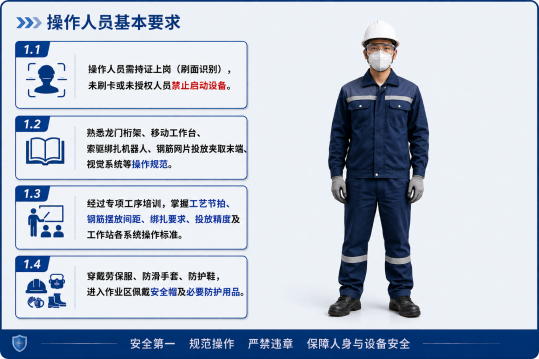 操作人员基本要求
1.1
操作人员需持证上岗（刷面识别），
未刷卡或未授权人员禁止启动设备。
1.2
熟悉龙门桁架、移动工作台、
索驱绑扎机器人、钢筋网片投放夹取末端、
视觉系统等操作规范。
1.3
经过专项工序培训，掌握工艺节拍、
钢筋摆放间距、绑扎要求、投放精度及
工作站各系统操作标准。
1.4
穿戴劳保服、防滑手套、防护鞋，
进入作业区佩戴安全帽及必要防护用品。
安全第一 规范操作 严禁违章 保障人身与设备安全